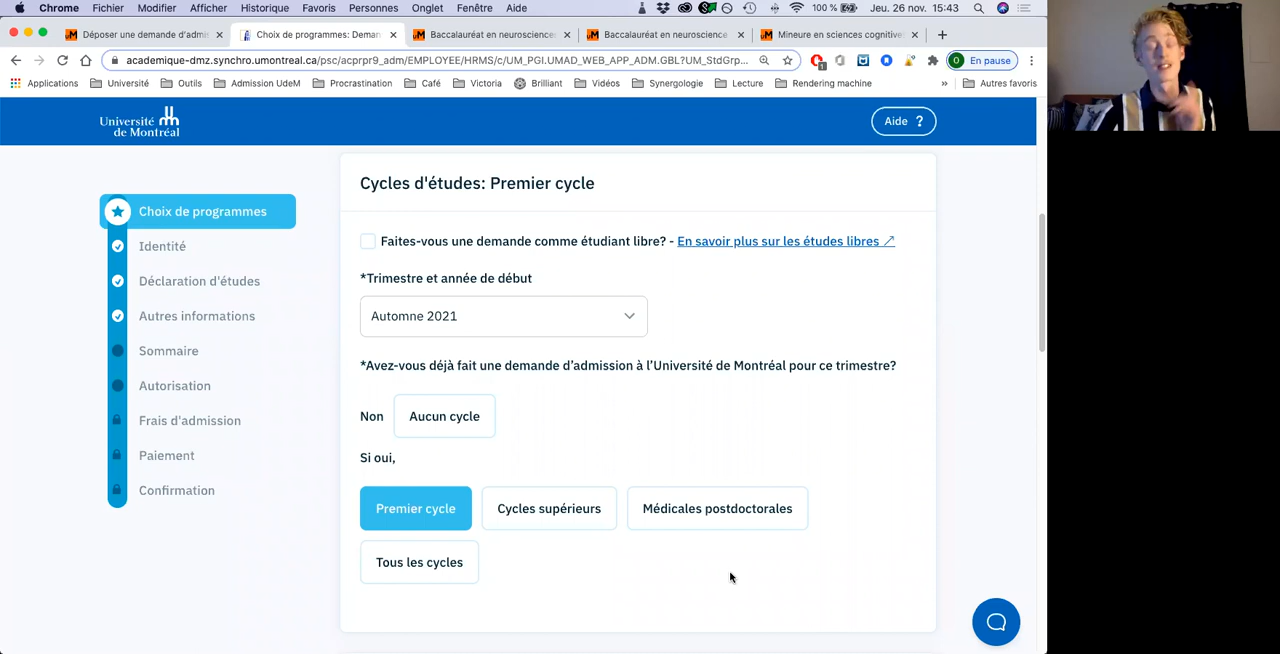 Chrome Fichier Modifier Afficher Historique Favoris Personnes Onglet Fenêtre Aide 100 % Jeu. 26 nov. 15:43
Déposer une demande d'admis Choix de programmes: Deman Baccalauréat en neurosciences Baccalauréat en neuroscience Mineure en sciences cognitive
academique-dmz.synchro.umontreal.ca/psc/acprpr9_adm/EMPLOYEE/HRMS/c/UM_PGI.UMAD_WEB_APP_ADM.GBL?UM_StdGrp... O En pause
Applications Université Outils Admission UdeM Procrastination Café Victoria Brilliant Vidéos Synergologie Lecture Rendering machine » Autres favoris
Université de Montréal
Aide ?
Choix de programmes
Identité
Déclaration d'études
Autres informations
Sommaire
Autorisation
Frais d'admission
Paiement
Confirmation
Cycles d'études: Premier cycle
Faites-vous une demande comme étudiant libre? - En savoir plus sur les études libres
*Trimestre et année de début
Automne 2021
*Avez-vous déjà fait une demande d'admission à l'Université de Montréal pour ce trimestre?
Non Aucun cycle
Si oui,
Premier cycle Cycles supérieurs Médicales postdoctorales
Tous les cycles